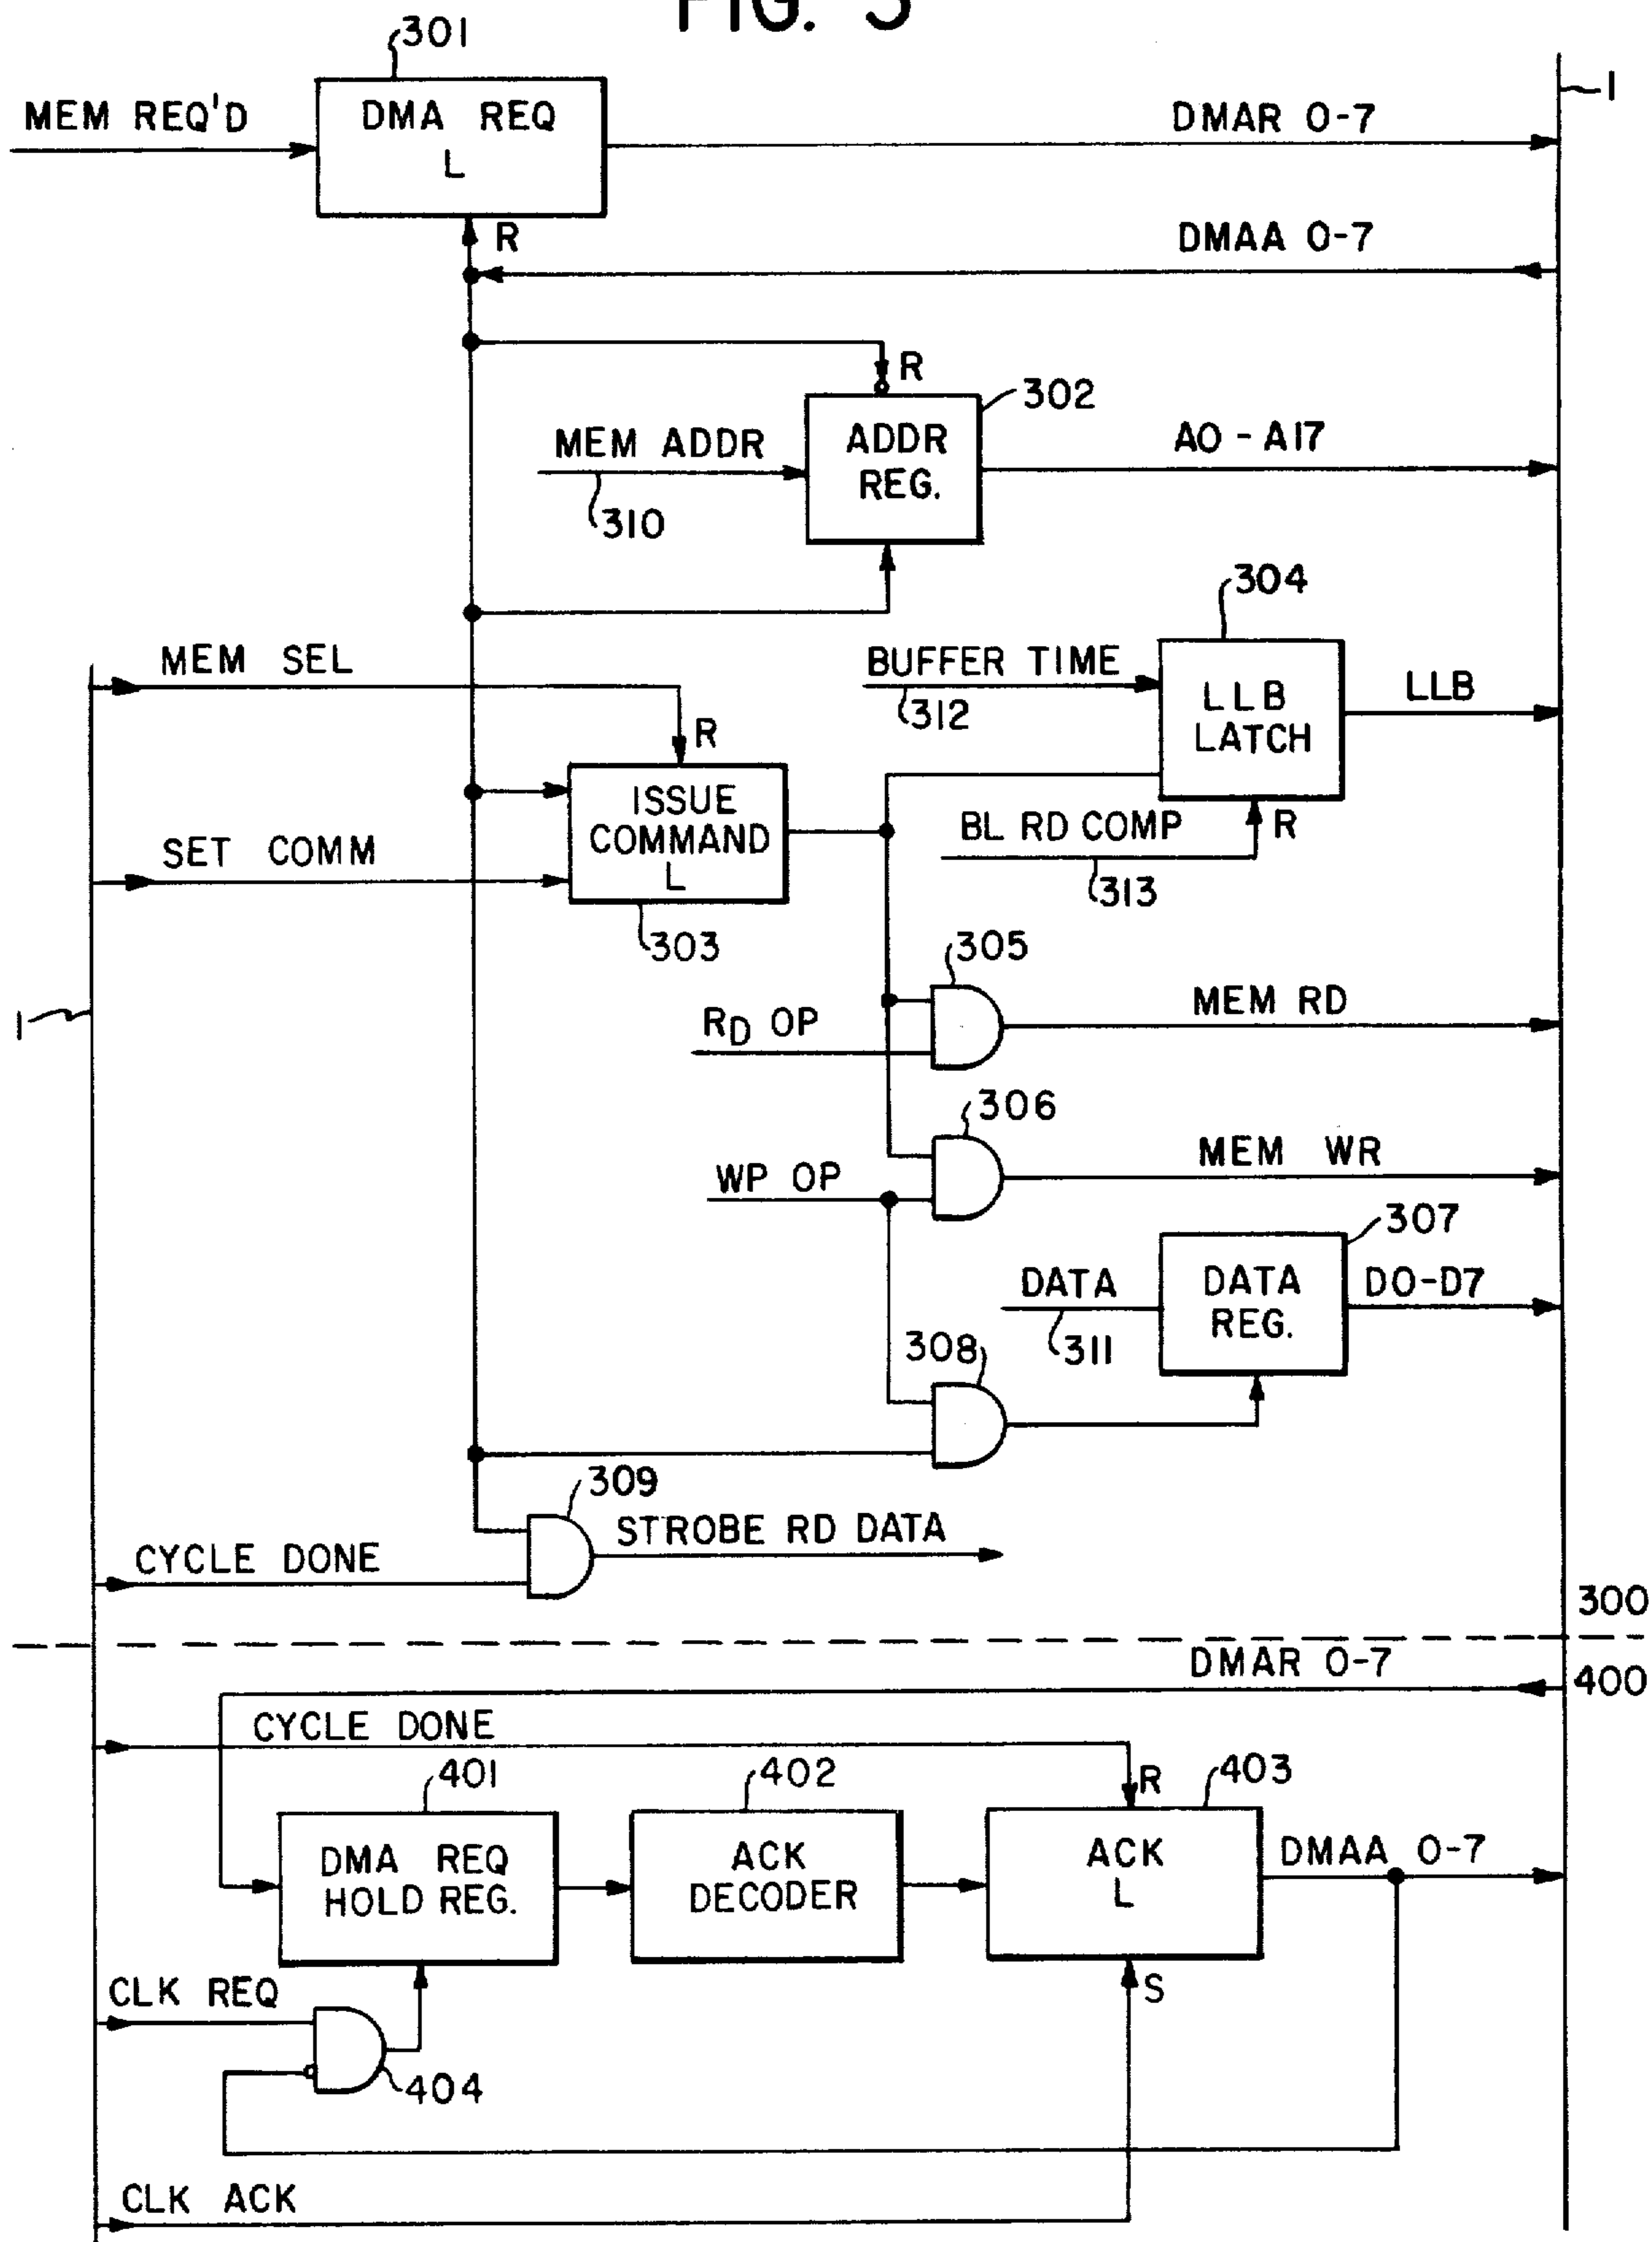 FIG. 3
301
DMA REQ
L
MEM REQ'D
DMAR 0-7
1
R
DMAA 0-7
R
302
MEM ADDR
ADDR
REG.
A0 - A17
310
304
MEM SEL
BUFFER TIME
312
LLB
LATCH
LLB
R
ISSUE
COMMAND
L
BL RD COMP
R
313
SET COMM
303
305
1
RD OP
MEM RD
306
WP OP
MEM WR
307
DATA
311
DATA
REG.
D0-D7
308
309
STROBE RD DATA
CYCLE DONE
300
DMAR 0-7
400
CYCLE DONE
401
402
R
403
DMA REQ
HOLD REG.
ACK
DECODER
ACK
L
DMAA 0-7
CLK REQ
S
404
CLK ACK